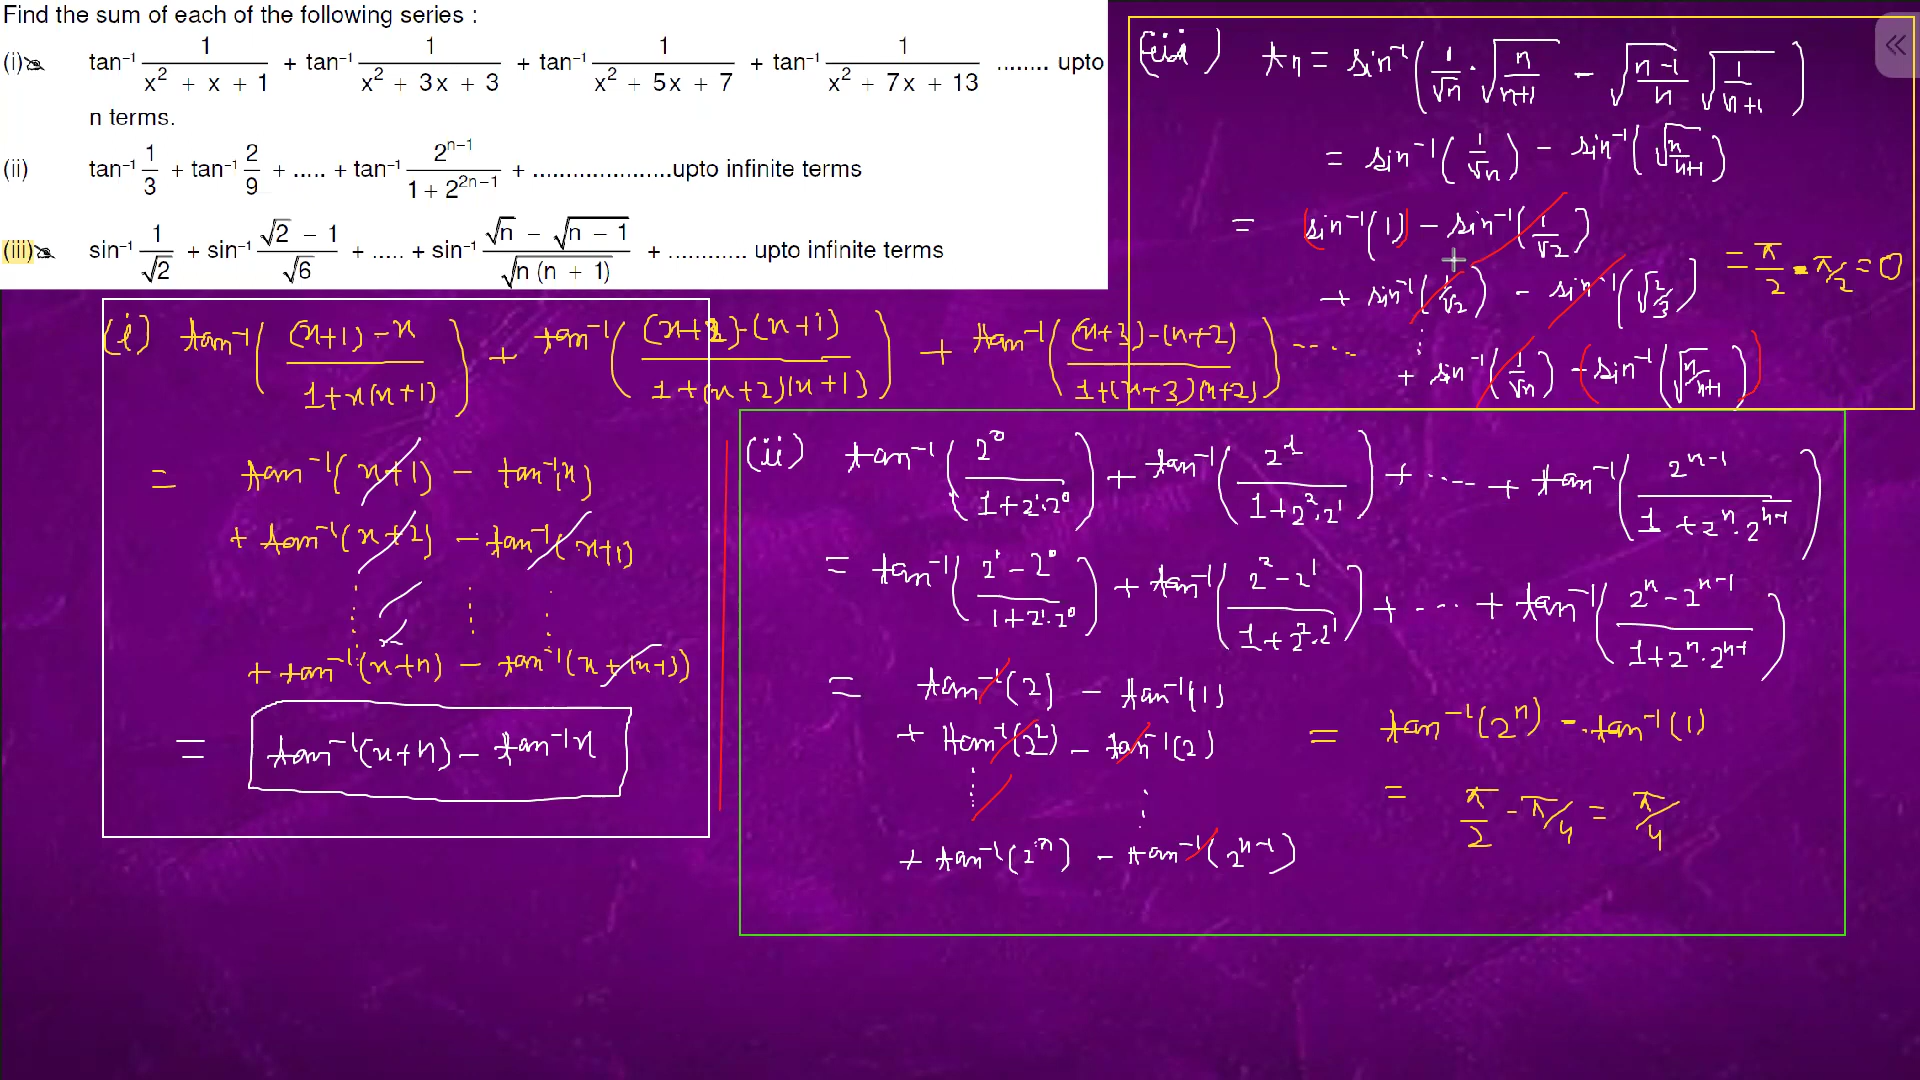 Find the sum of each of the following series :
(i) tan⁻¹ 1/(x² + x + 1) + tan⁻¹ 1/(x² + 3x + 3) + tan⁻¹ 1/(x² + 5x + 7) + tan⁻¹ 1/(x² + 7x + 13) ........ upto
n terms.
(ii) tan⁻¹ 1/3 + tan⁻¹ 2/9 + ..... + tan⁻¹ 2ⁿ⁻¹/(1 + 2²ⁿ⁻¹) + ......................upto infinite terms
(iii) sin⁻¹ 1/√2 + sin⁻¹ (√2 − 1)/√6 + ..... + sin⁻¹ (√n − √(n − 1))/√(n (n + 1)) + ............ upto infinite terms
(iii) tn = sin⁻¹(1/√n · √(n/(n+1)) − √((n−1)/n) √(1/(n+1)))
= sin⁻¹(1/√n) − sin⁻¹(√(n/(n+1)))
= sin⁻¹(1) − sin⁻¹(1/√2)
+ sin⁻¹(1/√2) − sin⁻¹(√(2/3))
⋮
+ sin⁻¹(1/√n) − sin⁻¹(√(n/(n+1)))
= π/2 - π/2 = 0
(i) tan⁻¹(((x+1) − x)/(1+x(x+1))) + tan⁻¹(((x+2)−(x+1))/(1+(x+2)(x+1))) + tan⁻¹(((x+3)−(x+2))/(1+(x+3)(x+2))) .....
= tan⁻¹(x+1) − tan⁻¹(x)
+ tan⁻¹(x+2) − tan⁻¹(x+1)
⋮ ⋮ ⋮
+ tan⁻¹(x+n) − tan⁻¹(x+(n-1))
= tan⁻¹(x+n) − tan⁻¹x
(ii) tan⁻¹(2⁰/(1+2¹·2⁰)) + tan⁻¹(2¹/(1+2²·2¹)) + ..... + tan⁻¹(2ⁿ⁻¹/(1+2ⁿ·2ⁿ⁻¹))
= tan⁻¹((2¹−2⁰)/(1+2¹·2⁰)) + tan⁻¹((2²−2¹)/(1+2²·2¹)) + ... + tan⁻¹((2ⁿ−2ⁿ⁻¹)/(1+2ⁿ·2ⁿ⁻¹))
= tan⁻¹(2) − tan⁻¹(1)
+ tan⁻¹(2²) − tan⁻¹(2)
⋮ ⋮
+ tan⁻¹(2ⁿ) − tan⁻¹(2ⁿ⁻¹)
= tan⁻¹(2ⁿ) − tan⁻¹(1)
= π/2 − π/4 = π/4